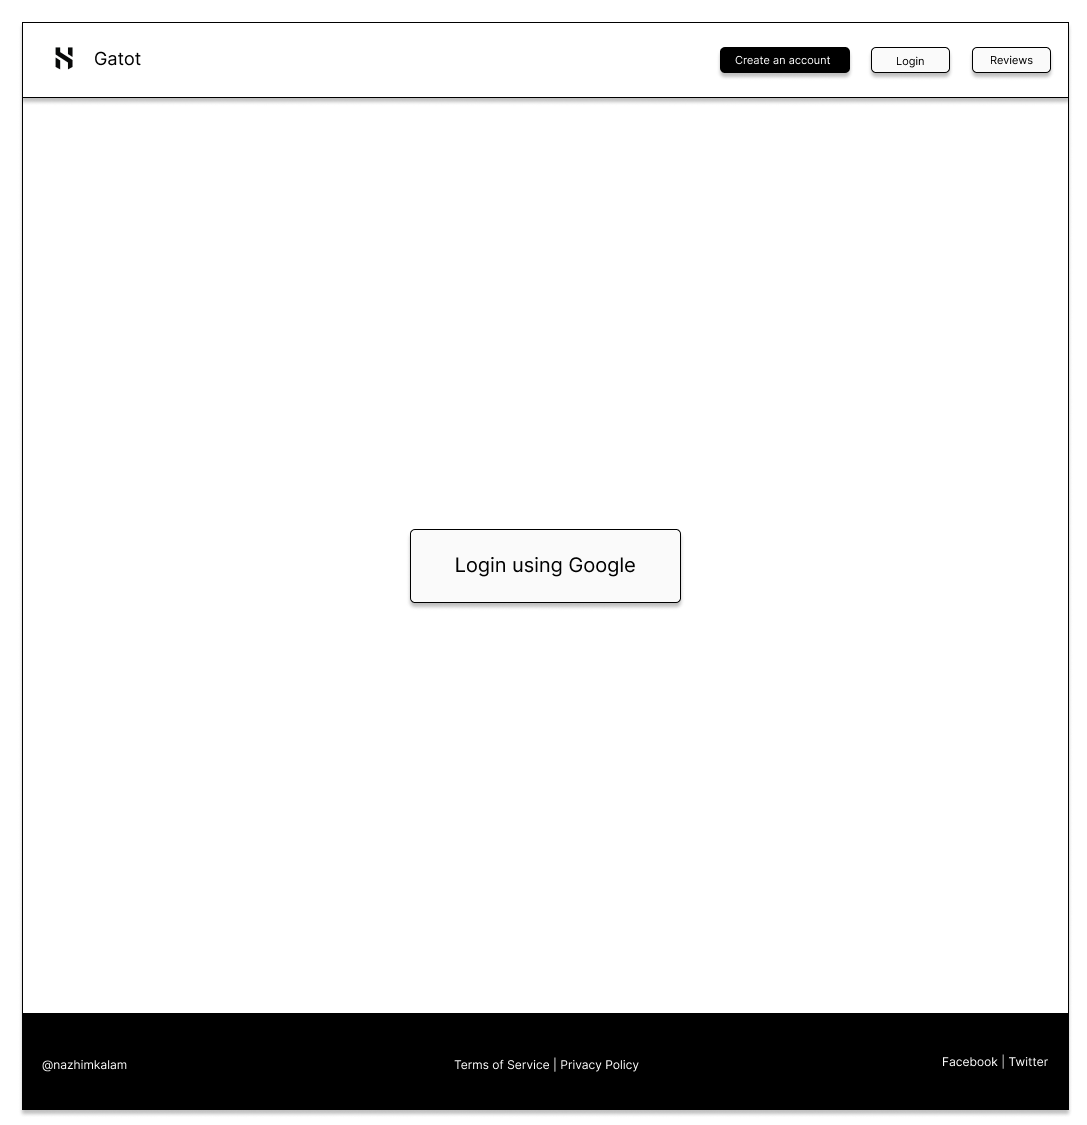 Gatot
Create an account
Login
Reviews
Login using Google
@nazhimkalam
Terms of Service | Privacy Policy
Facebook | Twitter